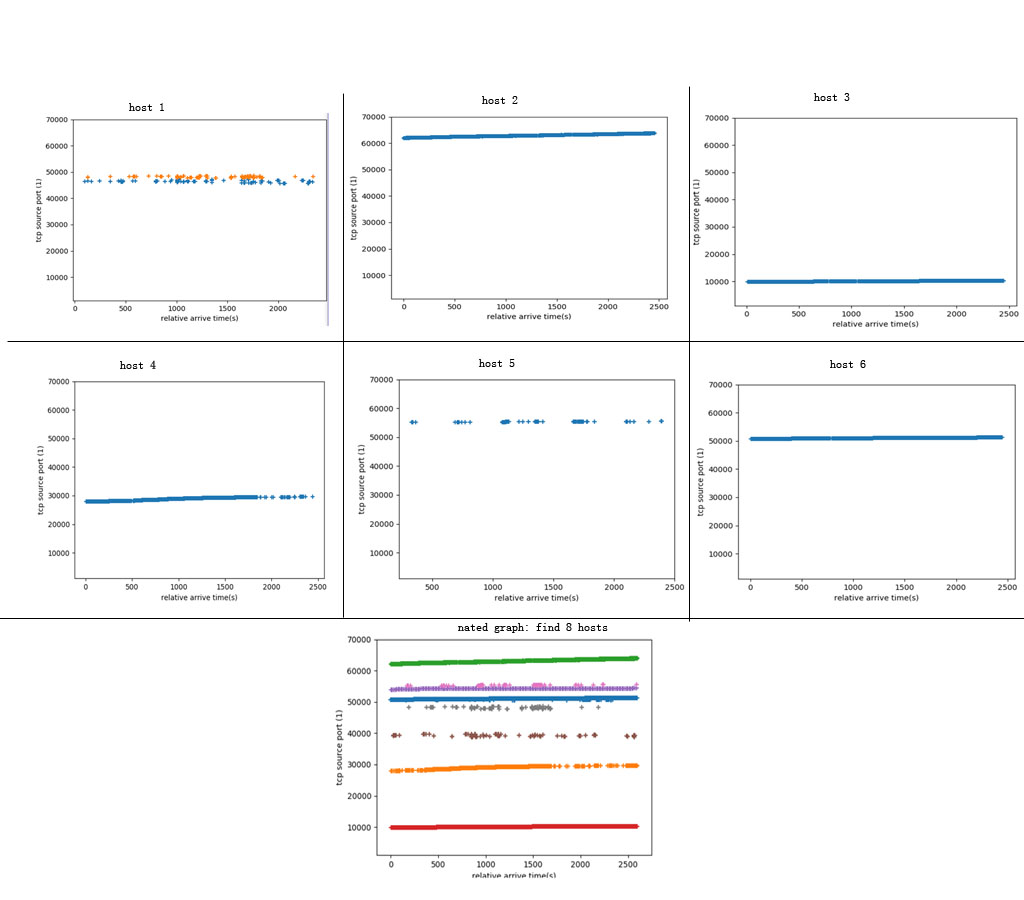 host 1
70000
60000
50000
40000
30000
20000
10000
tcp source port (1)
0 500 1000 1500 2000
relative arrive time(s)
host 2
70000
60000
50000
40000
30000
20000
10000
tcp source port (1)
0 500 1000 1500 2000 2500
relative arrive time(s)
host 3
70000
60000
50000
40000
30000
20000
10000
tcp source port (1)
0 500 1000 1500 2000 2500
relative arrive time(s)
host 4
70000
60000
50000
40000
30000
20000
10000
tcp source port (1)
0 500 1000 1500 2000 2500
relative arrive time(s)
host 5
70000
60000
50000
40000
30000
20000
10000
tcp source port (1)
500 1000 1500 2000 2500
relative arrive time(s)
host 6
70000
60000
50000
40000
30000
20000
10000
tcp source port (1)
0 500 1000 1500 2000 2500
relative arrive time(s)
nated graph: find 8 hosts
70000
60000
50000
40000
30000
20000
10000
tcp source port (1)
0 500 1000 1500 2000 2500
relative arrive time(s)